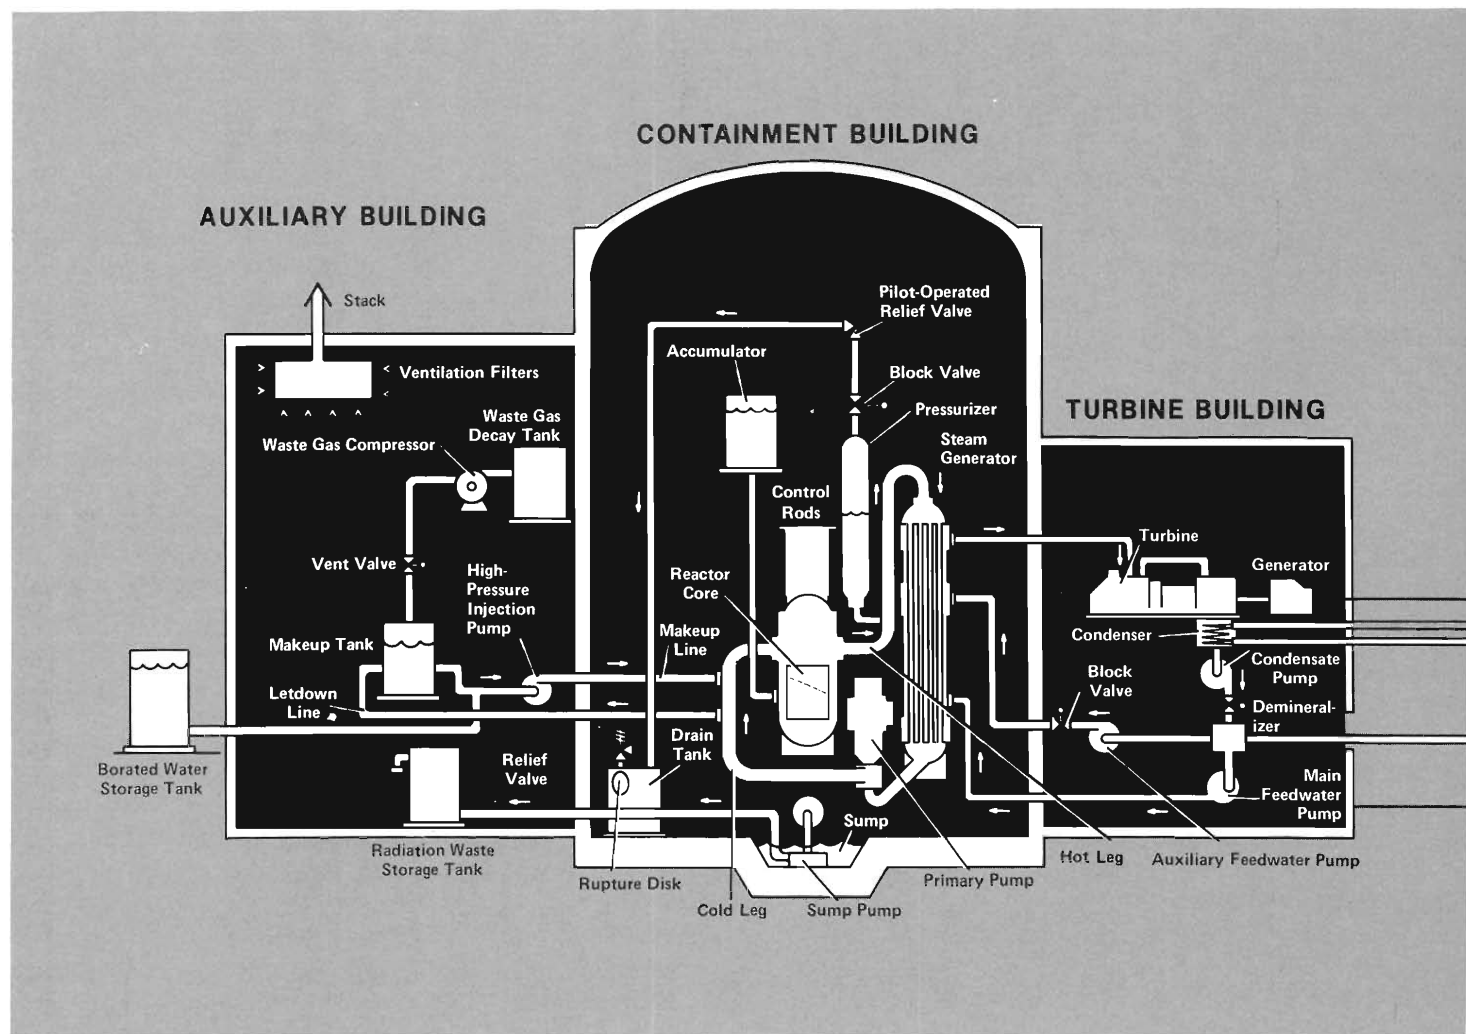 CONTAINMENT BUILDING
AUXILIARY BUILDING
Stack
Ventilation Filters
Waste Gas
Decay Tank
Waste Gas Compressor
Vent Valve
High-
Pressure
Injection
Pump
Makeup Tank
Letdown
Line
Borated Water
Storage Tank
Radiation Waste
Storage Tank
Relief
Valve
Pilot-Operated
Relief Valve
Accumulator
Block Valve
Pressurizer
Steam
Generator
Control
Rods
Reactor
Core
Makeup
Line
Drain
Tank
Sump
Rupture Disk
Cold Leg
Sump Pump
Primary Pump
Hot Leg
TURBINE BUILDING
Turbine
Generator
Condenser
Condensate
Pump
Block
Valve
Demineral-
izer
Main
Feedwater
Pump
Auxiliary Feedwater Pump